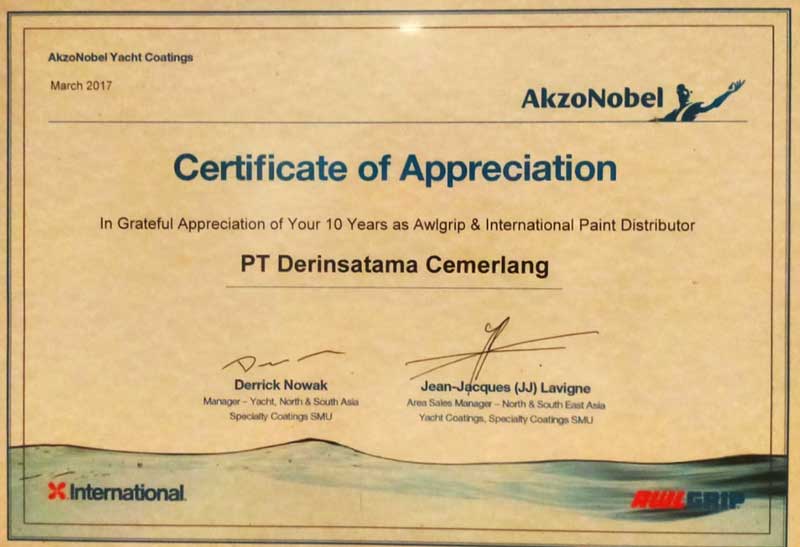 AkzoNobel Yacht Coatings
March 2017
AkzoNobel
Certificate of Appreciation
In Grateful Appreciation of Your 10 Years as Awlgrip & International Paint Distributor
PT Derinsatama Cemerlang
Derrick Nowak
Manager – Yacht, North & South Asia
Specialty Coatings SMU
Jean-Jacques (JJ) Lavigne
Area Sales Manager – North & South East Asia
Yacht Coatings, Specialty Coatings SMU
International
AWLGRIP